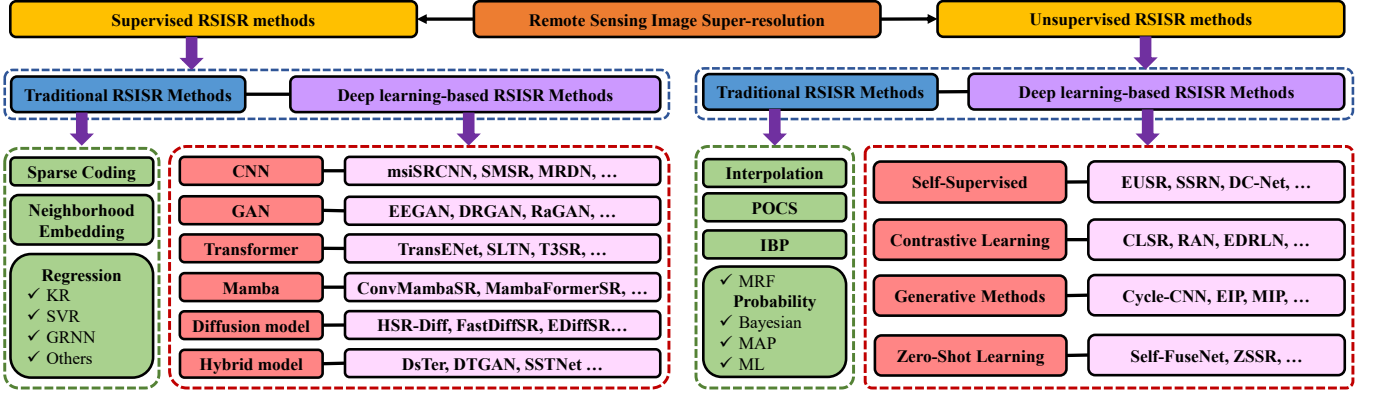 Supervised RSISR methods
Remote Sensing Image Super-resolution
Unsupervised RSISR methods
Traditional RSISR Methods
Deep learning-based RSISR Methods
Sparse Coding
Neighborhood
Embedding
Regression
✓ KR
✓ SVR
✓ GRNN
✓ Others
CNN
msiSRCNN, SMSR, MRDN, …
GAN
EEGAN, DRGAN, RaGAN, …
Transformer
TransENet, SLTN, T3SR, …
Mamba
ConvMambaSR, MambaFormerSR, …
Diffusion model
HSR-Diff, FastDiffSR, EDiffSR…
Hybrid model
DsTer, DTGAN, SSTNet …
Traditional RSISR Methods
Deep learning-based RSISR Methods
Interpolation
POCS
IBP
✓ MRF
Probability
✓ Bayesian
✓ MAP
✓ ML
Self-Supervised
EUSR, SSRN, DC-Net, …
Contrastive Learning
CLSR, RAN, EDRLN, …
Generative Methods
Cycle-CNN, EIP, MIP, …
Zero-Shot Learning
Self-FuseNet, ZSSR, …